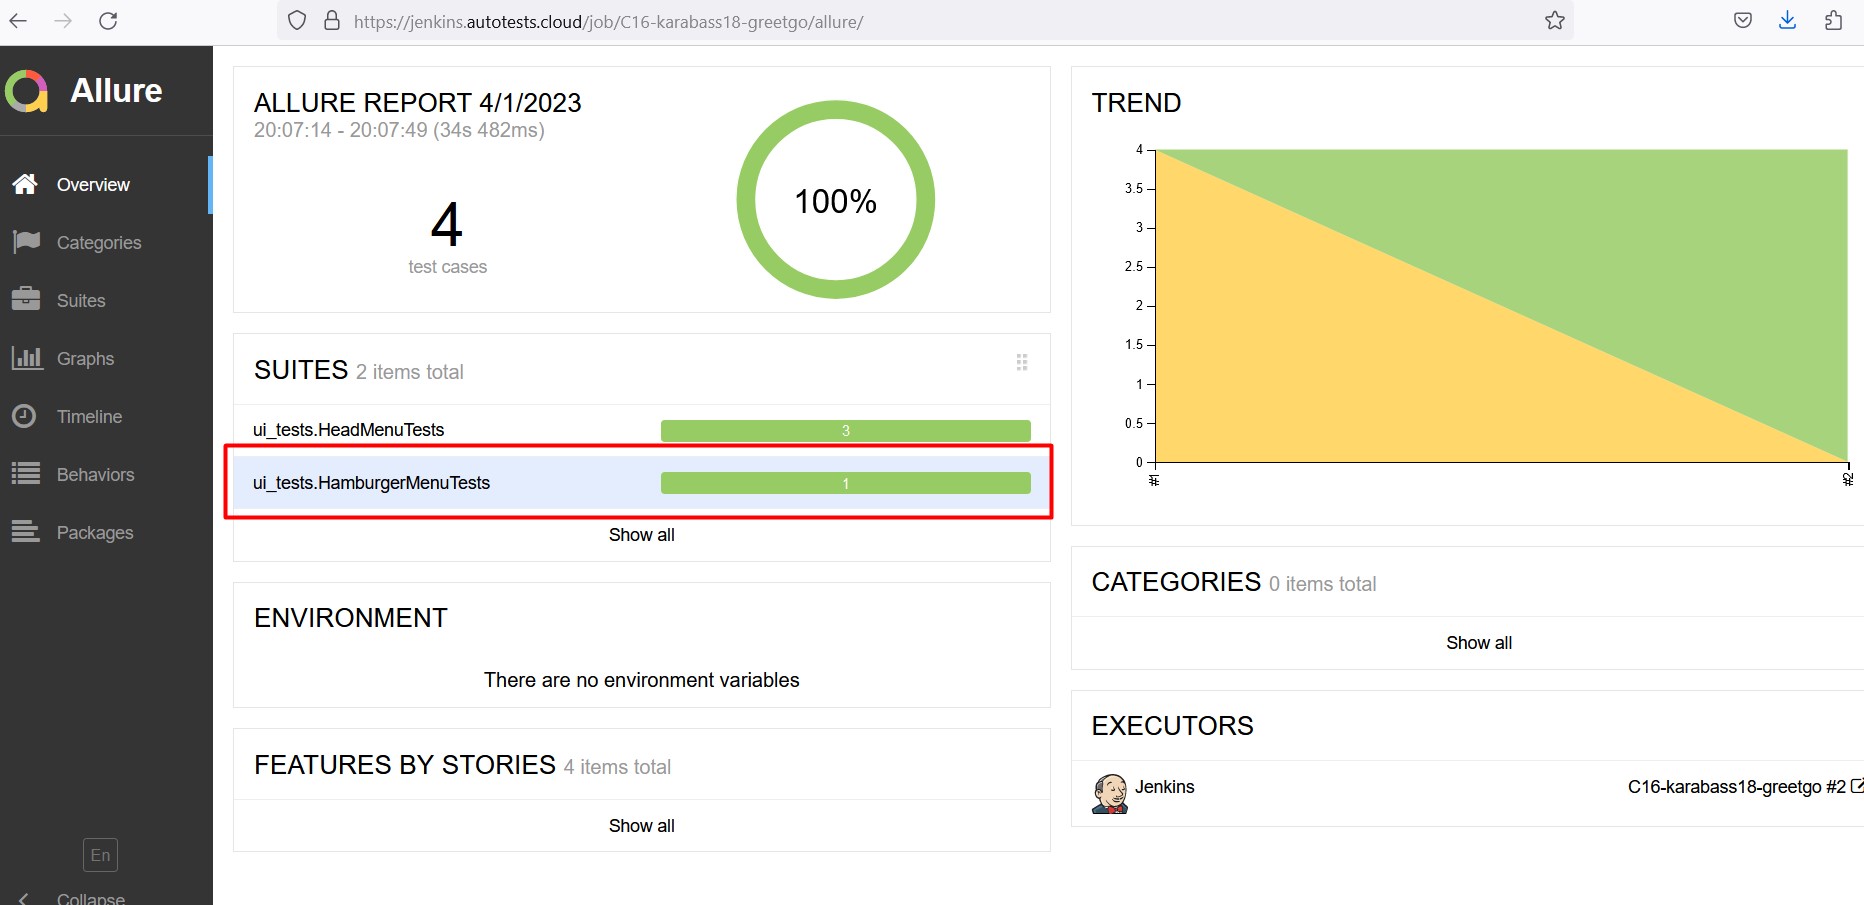 https://jenkins.autotests.cloud/job/C16-karabass18-greetgo/allure/
Allure
Overview
Categories
Suites
Graphs
Timeline
Behaviors
Packages
En
Collapse
ALLURE REPORT 4/1/2023
20:07:14 - 20:07:49 (34s 482ms)
4
test cases
100%
SUITES 2 items total
ui_tests.HeadMenuTests 3
ui_tests.HamburgerMenuTests 1
Show all
ENVIRONMENT
There are no environment variables
FEATURES BY STORIES 4 items total
Show all
TREND
4
3.5
3
2.5
2
1.5
1
0.5
0
#1
#2
CATEGORIES 0 items total
Show all
EXECUTORS
Jenkins C16-karabass18-greetgo #2